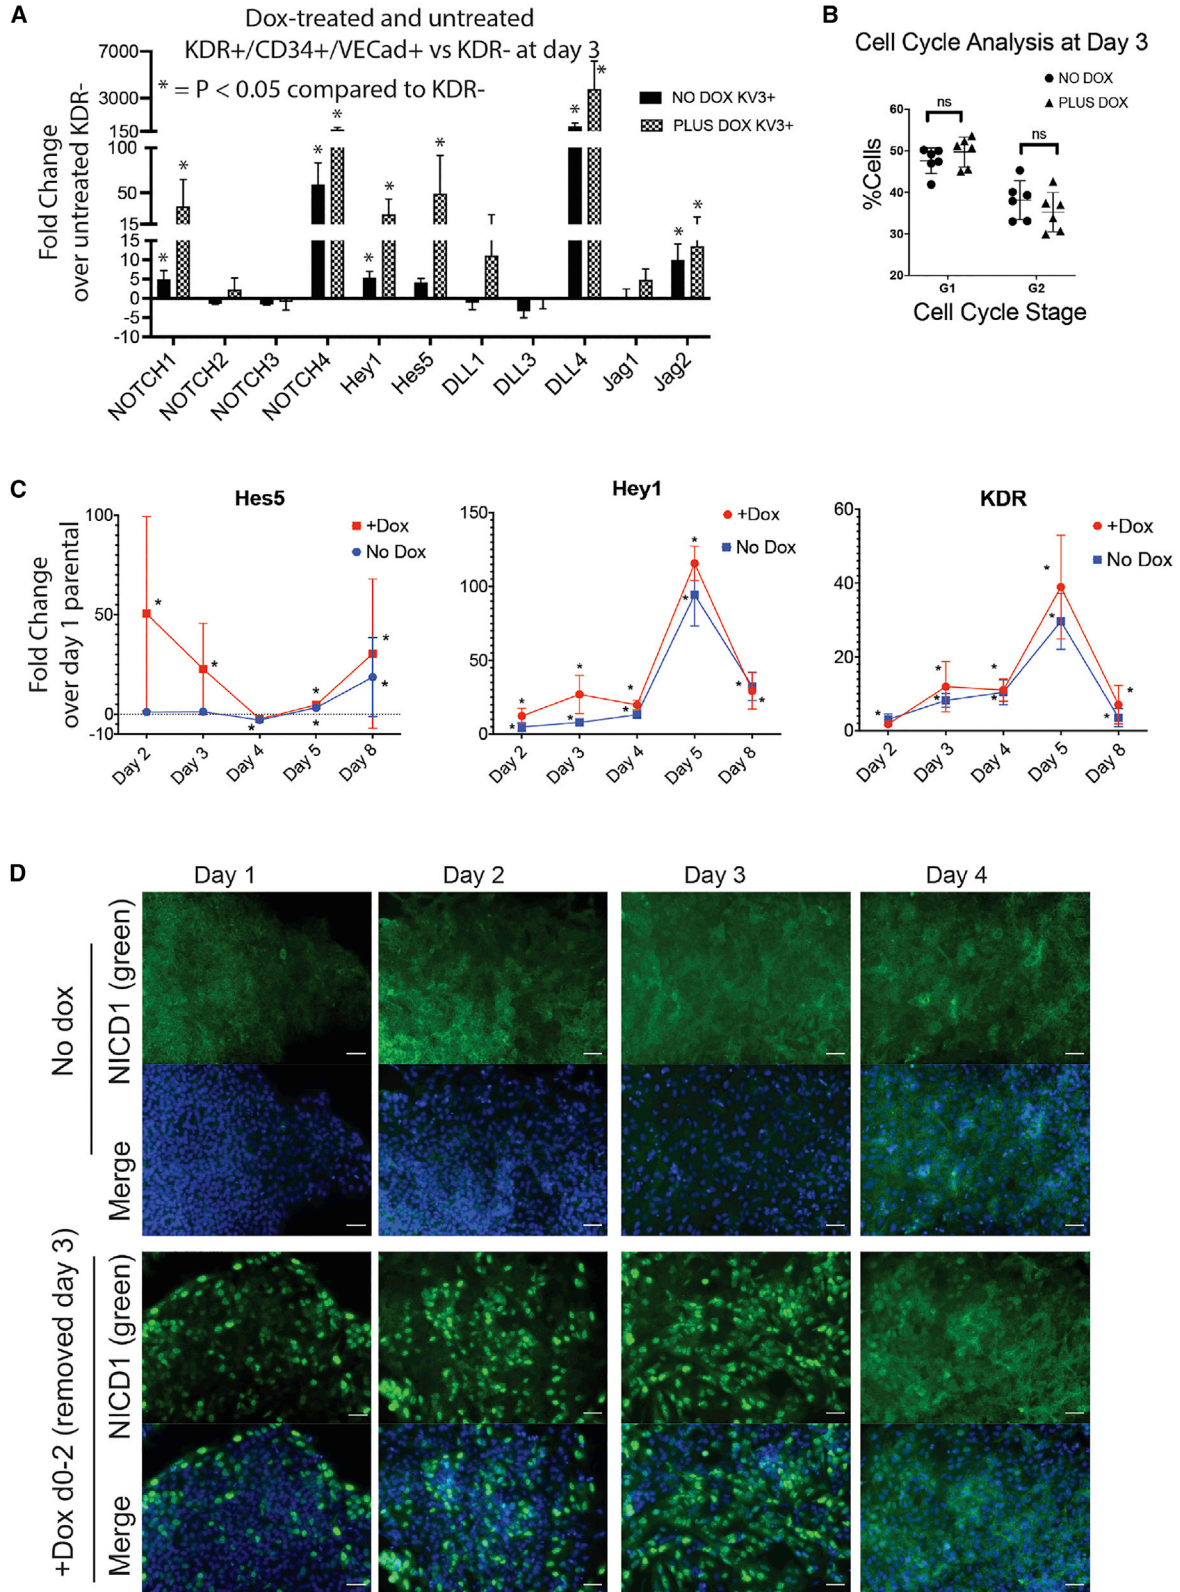 A
Dox-treated and untreated
KDR+/CD34+/VECad+ vs KDR- at day 3
* = P < 0.05 compared to KDR-
Fold Change
over untreated KDR-
7000
3000
150
100
50
15
15
10
5
0
-5
-10
* * * * * * * * * * *
NO DOX KV3+
PLUS DOX KV3+
NOTCH1
NOTCH2
NOTCH3
NOTCH4
Hey1
Hes5
DLL1
DLL3
DLL4
Jag1
Jag2
B
Cell Cycle Analysis at Day 3
NO DOX
PLUS DOX
%Cells
60
50
40
30
20
ns
ns
G1
G2
Cell Cycle Stage
C
Fold Change
over day 1 parental
Hes5
+Dox
No Dox
100
50
0
-10
* * * * * * *
Day 2
Day 3
Day 4
Day 5
Day 8
Hey1
+Dox
No Dox
150
100
50
0
* * * * * * * * * *
Day 2
Day 3
Day 4
Day 5
Day 8
KDR
+Dox
No Dox
60
40
20
0
* * * * * * * * *
Day 2
Day 3
Day 4
Day 5
Day 8
D
Day 1
Day 2
Day 3
Day 4
No dox
NICD1 (green)
Merge
+Dox d0-2 (removed day 3)
NICD1 (green)
Merge